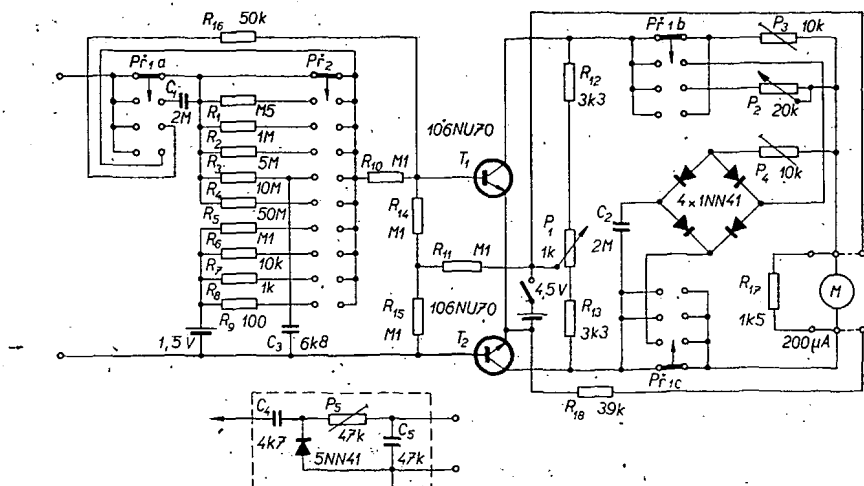 R16 50k
Př1a
C1
2M
Př2
R1 M5
R2 1M
R3 5M
R4 10M
R5 50M
R6 M1
R7 10k
R8 1k
R9 100
1,5V
C3 6k8
R10 M1
R14
M1
R11 M1
R15
M1
106NU70
T1
106NU70
T2
R12
3k3
P1
1k
4,5V
R13
3k3
C2
2M
Př1b
P3 10k
P2
20k
P4 10k
4×1NN41
Př1c
R17
1k5
M
200μA
R18 39k
C4
4k7
P5
47k
5NN41
C5
47k